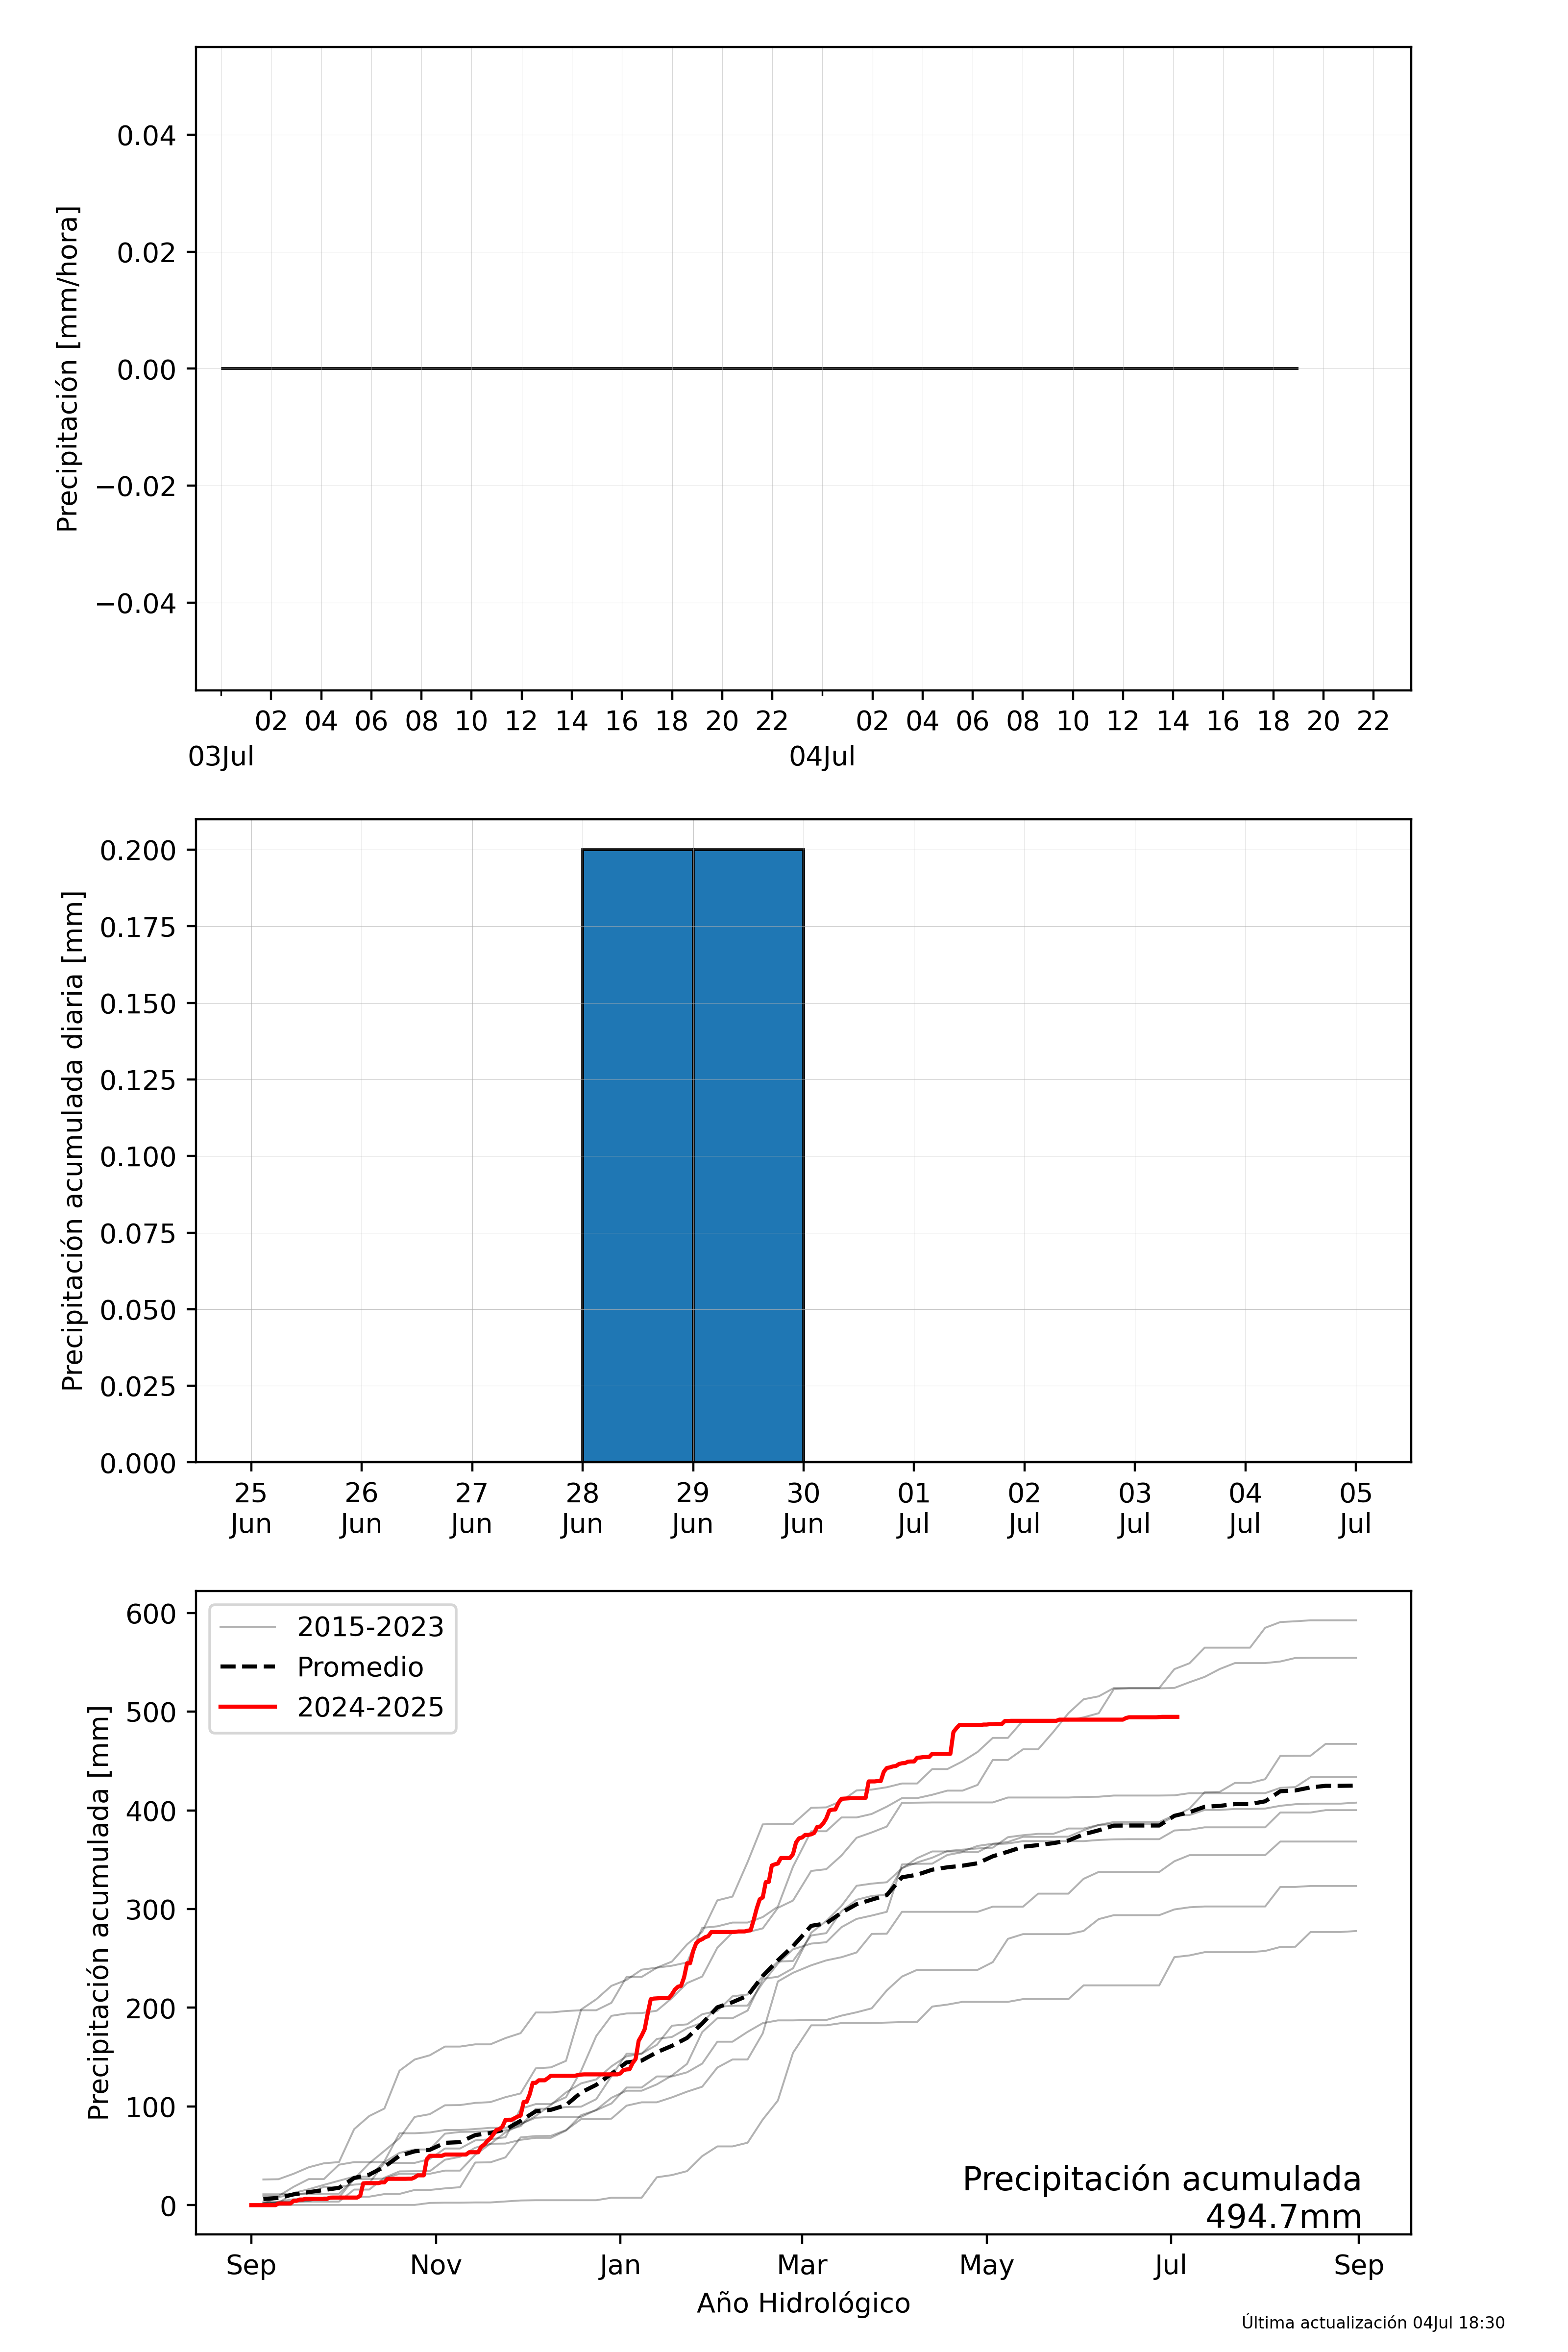 Precipitación [mm/hora]
0.04
0.02
0.00
−0.02
−0.04
02 04 06 08 10 12 14 16 18 20 22 02 04 06 08 10 12 14 16 18 20 22
03Jul 04Jul
Precipitación acumulada diaria [mm]
0.200
0.175
0.150
0.125
0.100
0.075
0.050
0.025
0.000
25 26 27 28 29 30 01 02 03 04 05
Jun Jun Jun Jun Jun Jun Jul Jul Jul Jul Jul
Precipitación acumulada [mm]
600
500
400
300
200
100
0
2015-2023
Promedio
2024-2025
Precipitación acumulada
494.7mm
Sep Nov Jan Mar May Jul Sep
Año Hidrológico
Última actualización 04Jul 18:30